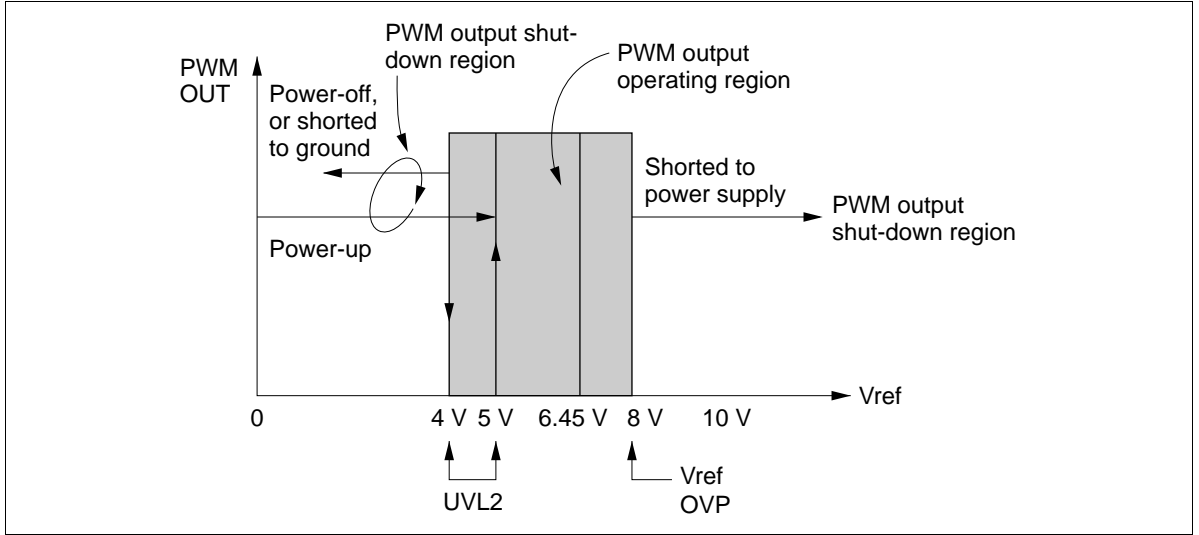 PWM output shut-
down region
PWM
OUT
Power-off,
or shorted
to ground
PWM output
operating region
Shorted to
power supply
PWM output
shut-down region
Power-up
Vref
0
4 V
5 V
6.45 V
8 V
10 V
UVL2
Vref
OVP